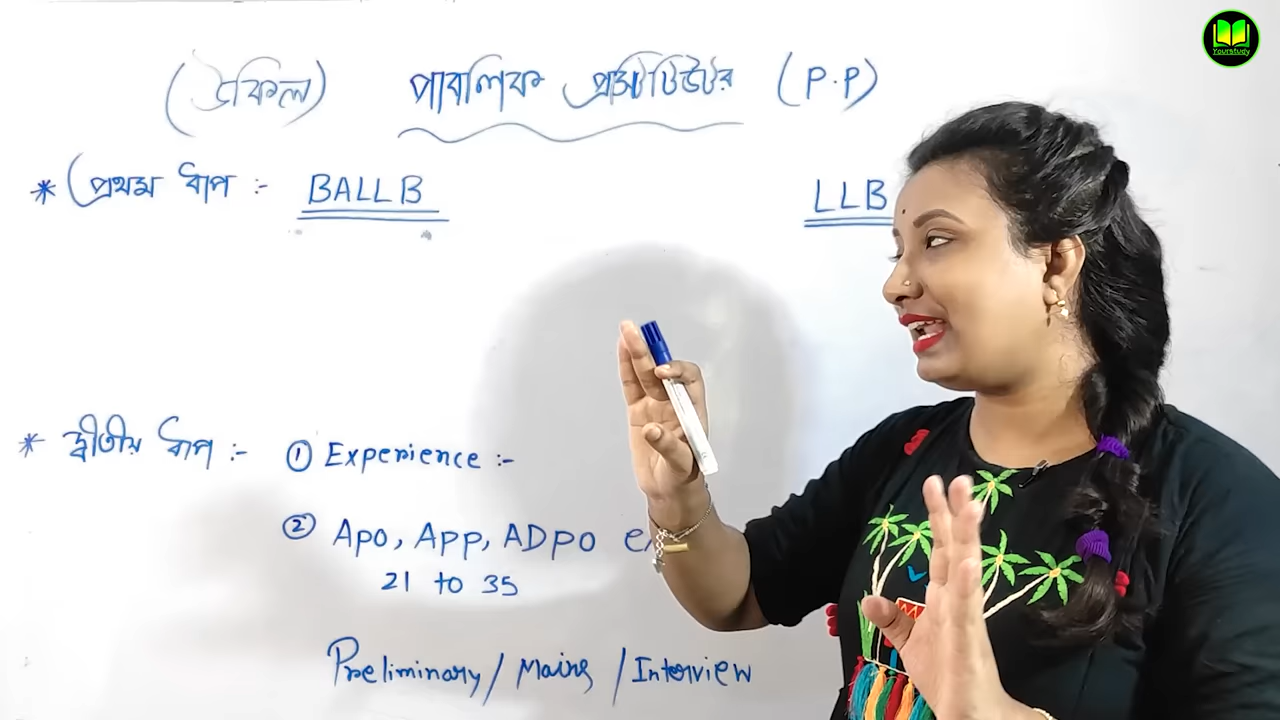 (উকিল) পাবলিক প্রসিটিউটর (P.P)
* প্রথম ধাপ :- BALLB LLB
* দ্বিতীয় ধাপ :- ① Experience :-
② Apo, App, ADpo
21 to 35
Preliminary / Mains / Interview
Yourstudy